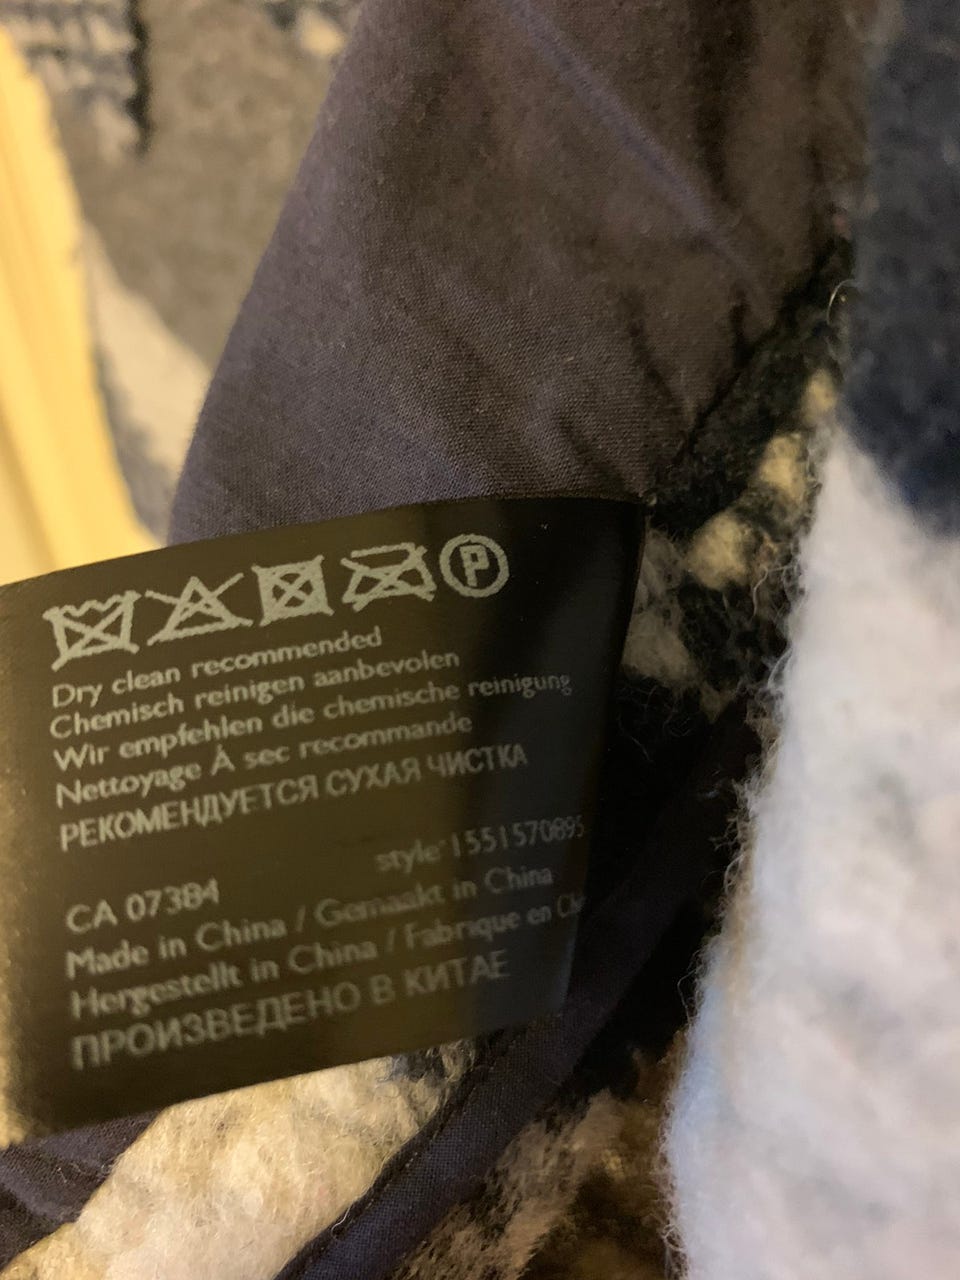 P
Dry clean recommended
Chemisch reinigen aanbevolen
Wir empfehlen die chemische reinigung
Nettoyage À sec recommande
РЕКОМЕНДУЕТСЯ СУХАЯ ЧИСТКА
style 1551570895
CA 07384
Made in China / Gemaakt in China
Hergestellt in China / Fabrique en
ПРОИЗВЕДЕНО В КИТАЕ